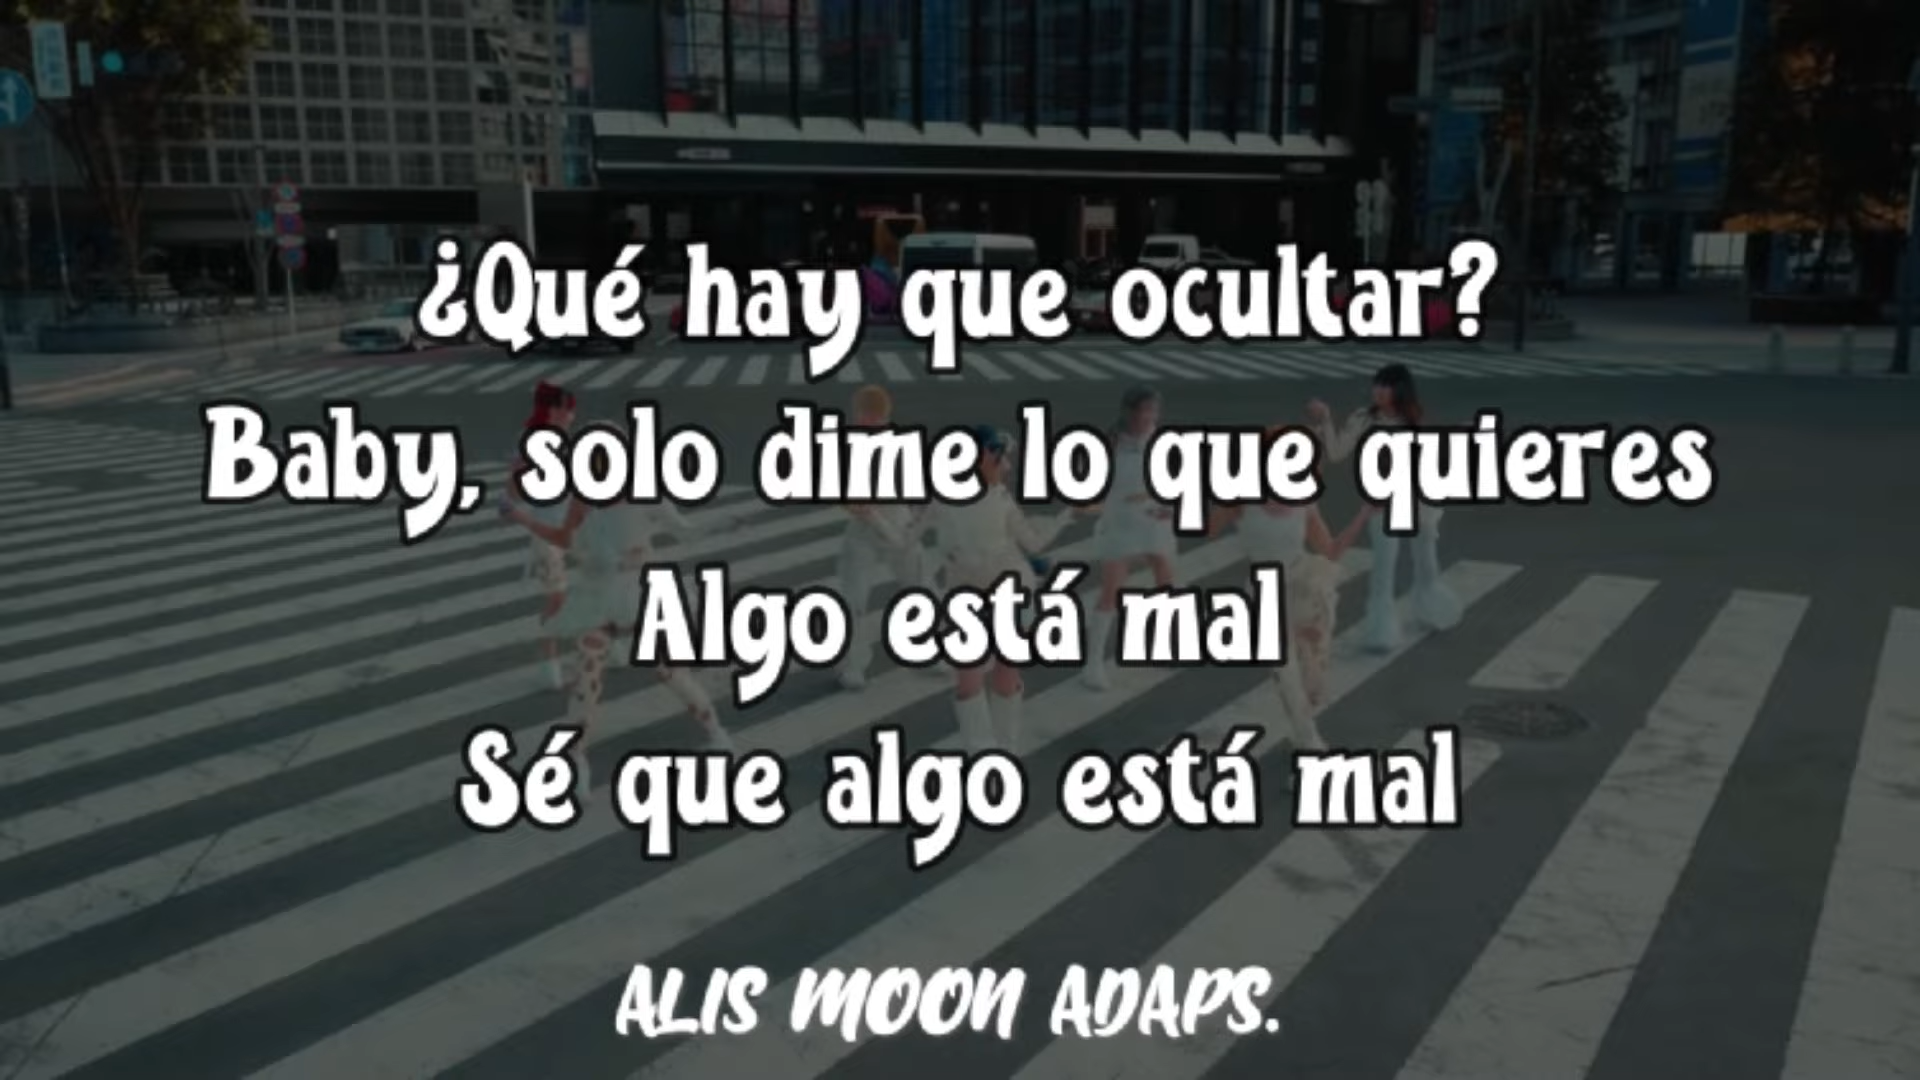 ¿Qué hay que ocultar?
Baby, solo dime lo que quieres
Algo está mal
Sé que algo está mal
ALIS MOON ADAPS.